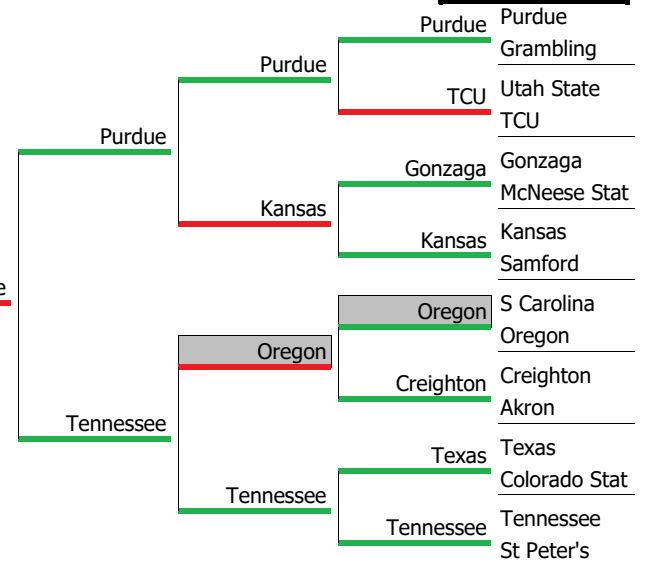 Purdue
Purdue
Grambling
Purdue
Utah State
TCU
TCU
Purdue
Gonzaga
Gonzaga
McNeese Stat
Kansas
Kansas
Kansas
Samford
e
S Carolina
Oregon
Oregon
Oregon
Creighton
Creighton
Akron
Tennessee
Texas
Texas
Colorado Stat
Tennessee
Tennessee
Tennessee
St Peter's